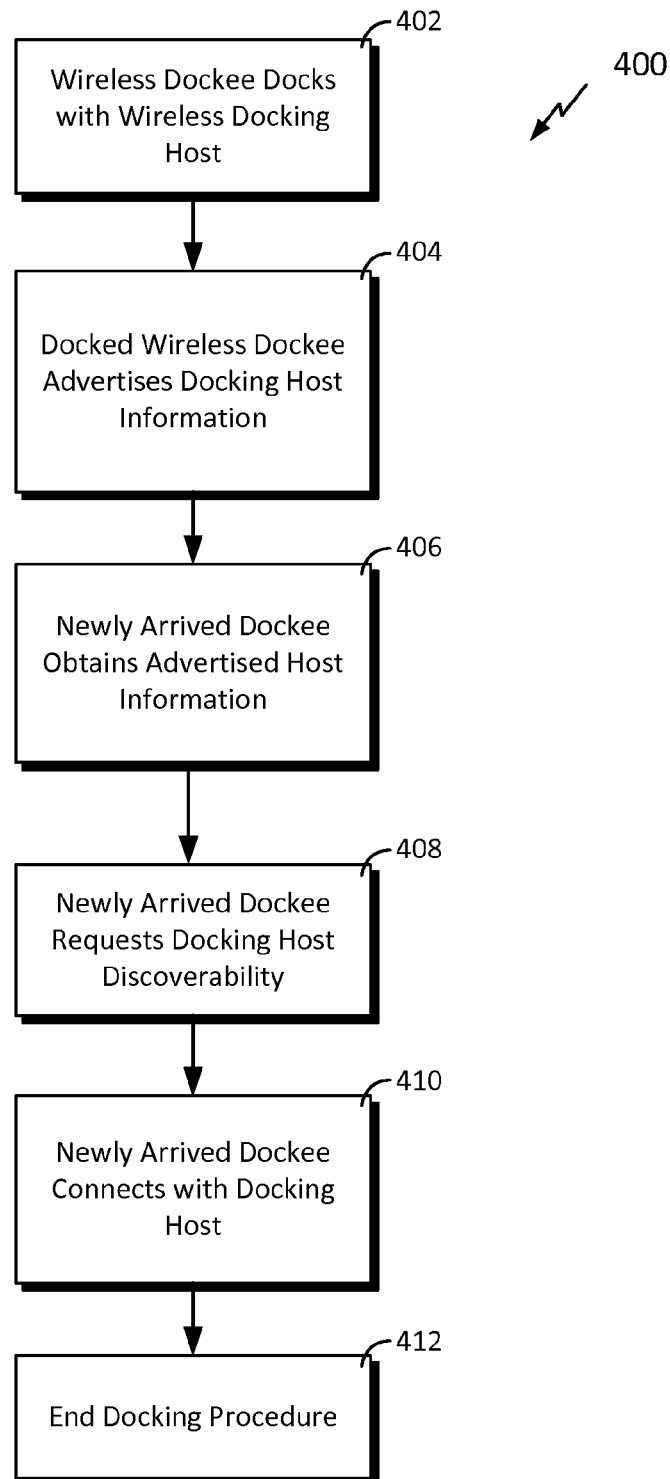 402
400
Wireless Dockee Docks
with Wireless Docking
Host
404
Docked Wireless Dockee
Advertises Docking Host
Information
406
Newly Arrived Dockee
Obtains Advertised Host
Information
408
Newly Arrived Dockee
Requests Docking Host
Discoverability
410
Newly Arrived Dockee
Connects with Docking
Host
412
End Docking Procedure